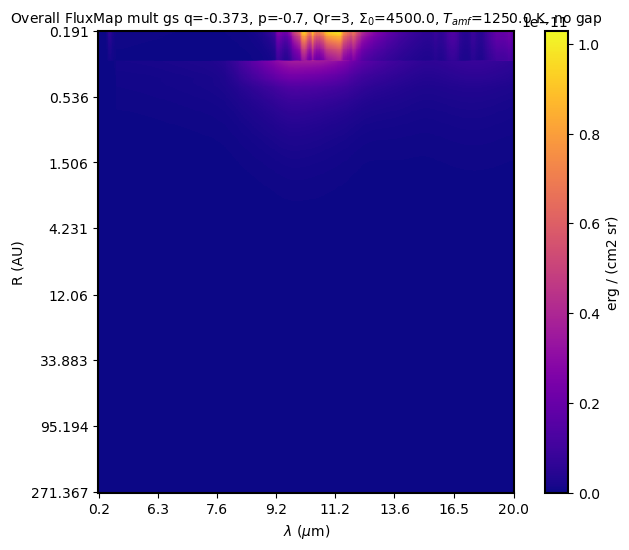 Overall FluxMap mult gs q=-0.373, p=-0.7, Qr=3, Σ₀=4500.0, T_amf=1250.0 K, no gap
1e−11
0.191
0.536
1.506
4.231
12.06
33.883
95.194
271.367
R (AU)
0.2 6.3 7.6 9.2 11.2 13.6 16.5 20.0
λ (μm)
1.0
0.8
0.6
0.4
0.2
0.0
erg / (cm2 sr)